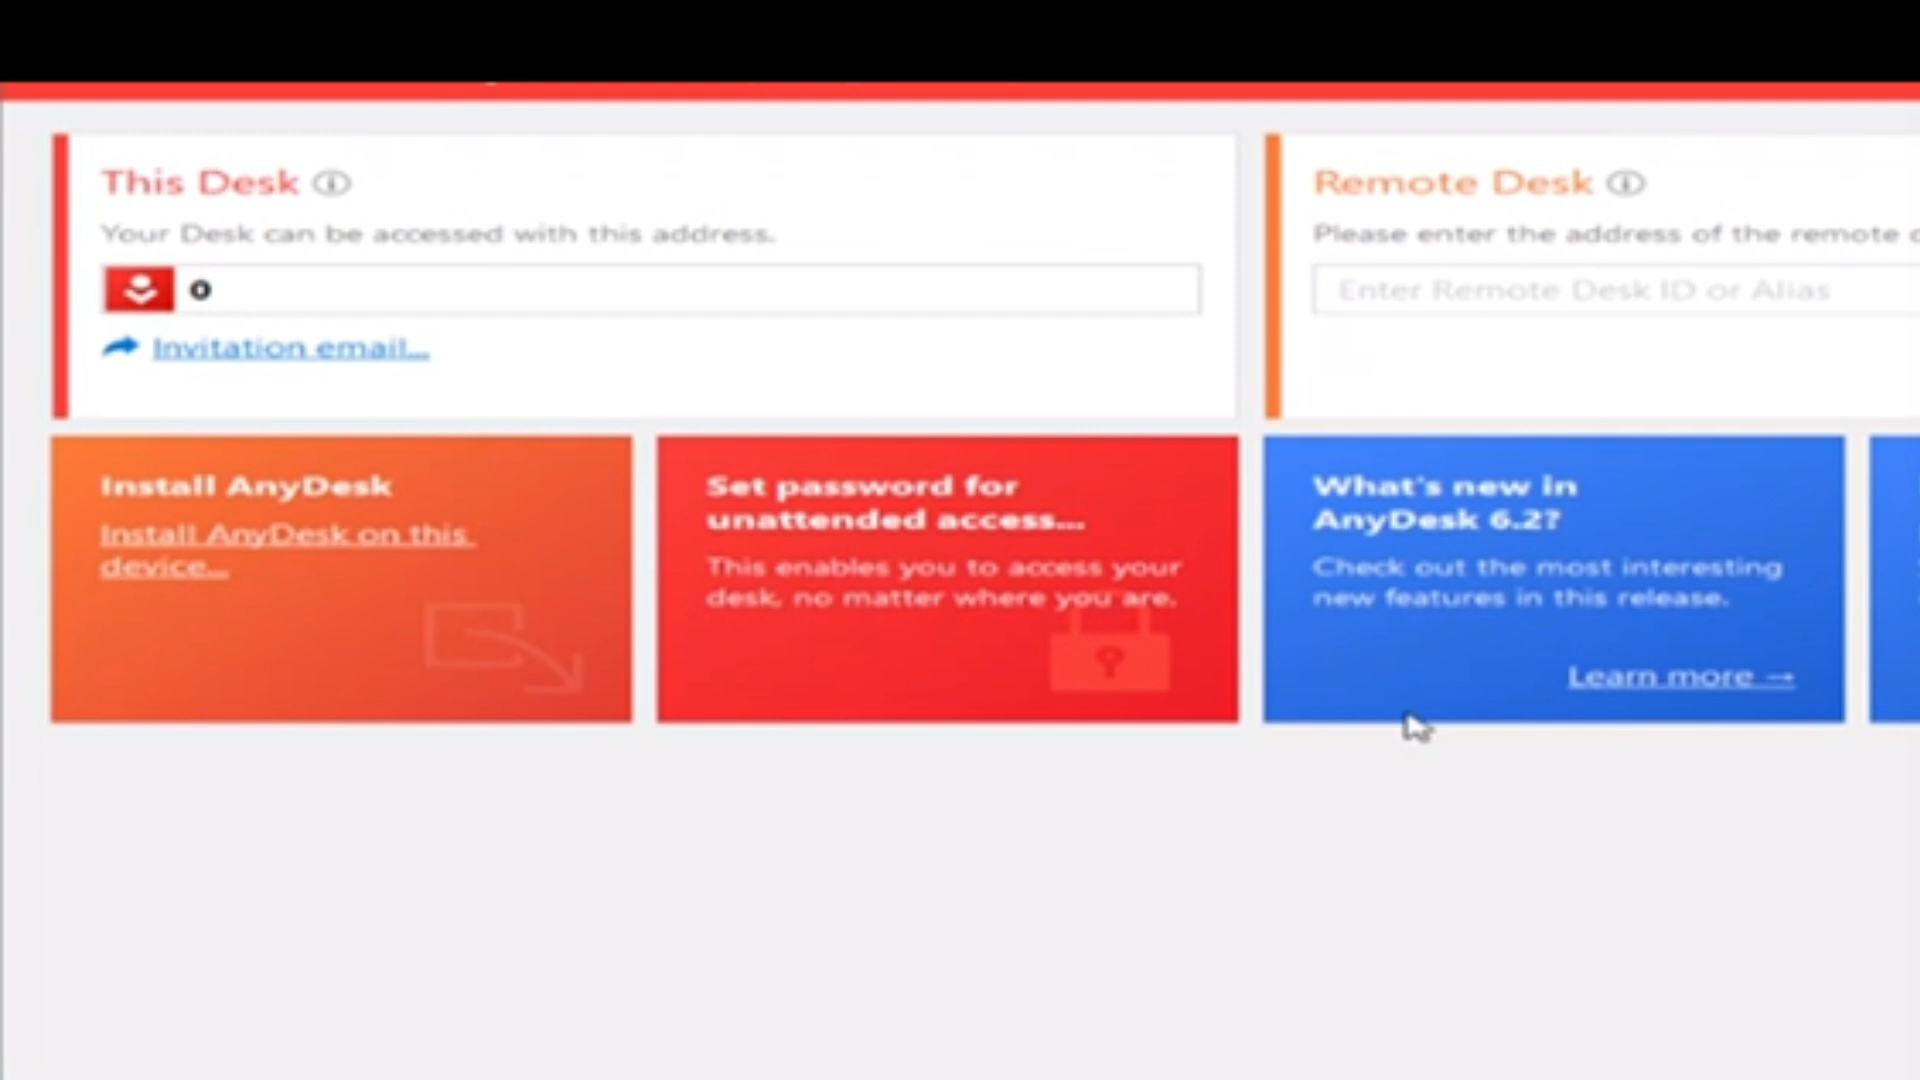 This Desk
Your Desk can be accessed with this address.
0
Invitation email...
Remote Desk
Please enter the address of the remote
Enter Remote Desk ID or Alias
Install AnyDesk
Install AnyDesk on this
device...
Set password for
unattended access...
This enables you to access your
desk, no matter where you are.
What's new in
AnyDesk 6.2?
Check out the most interesting
new features in this release.
Learn more →